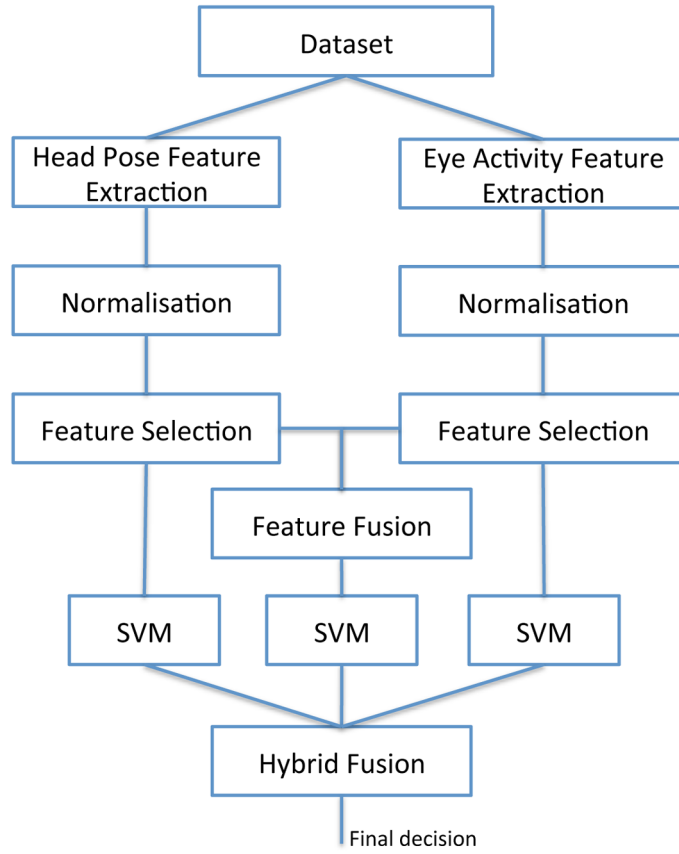 Dataset
Head Pose Feature
Extraction
Eye Activity Feature
Extraction
Normalisation
Normalisation
Feature Selection
Feature Selection
Feature Fusion
SVM
SVM
SVM
Hybrid Fusion
Final decision